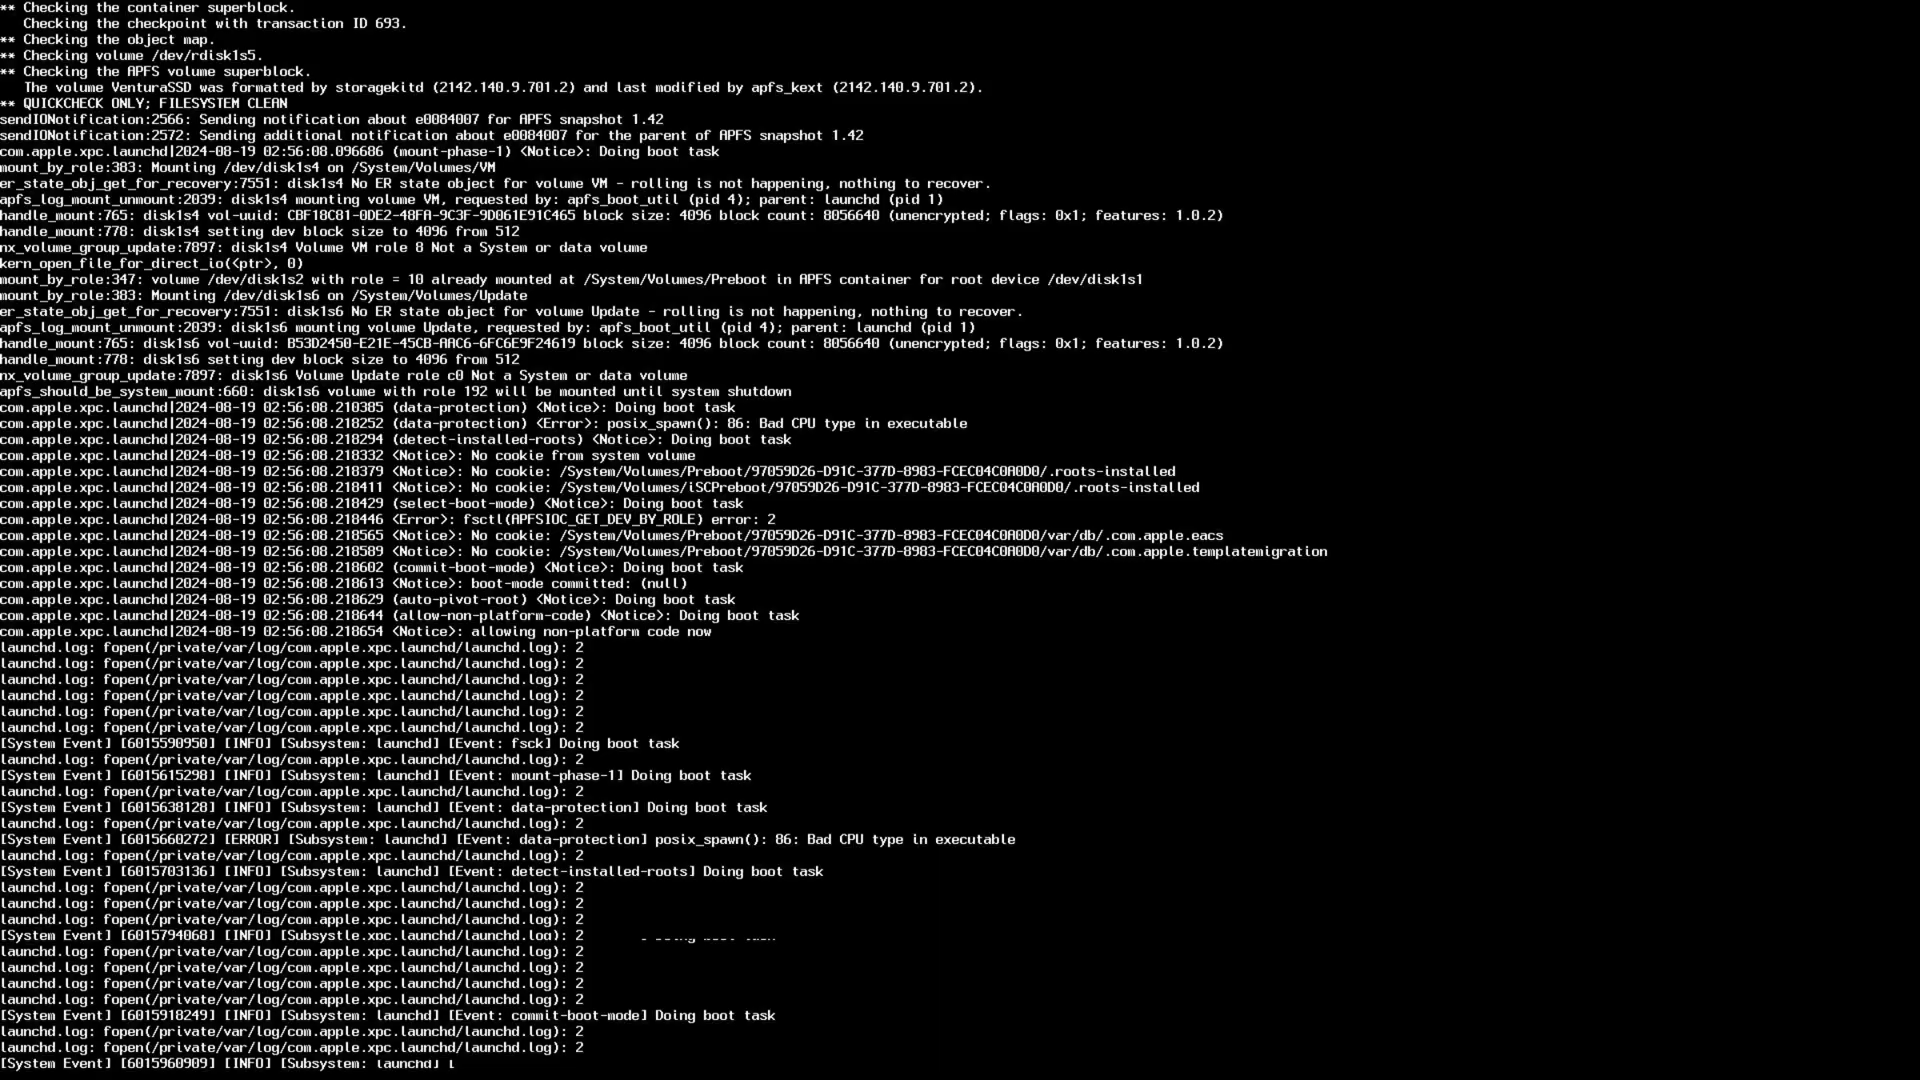 ** Checking the container superblock.
Checking the checkpoint with transaction ID 693.
** Checking the object map.
** Checking volume /dev/rdisk1s5.
** Checking the APFS volume superblock.
The volume VenturaSSD was formatted by storagekitd (2142.140.9.701.2) and last modified by apfs_kext (2142.140.9.701.2).
** QUICKCHECK ONLY; FILESYSTEM CLEAN
sendIONotification:2566: Sending notification about e0084007 for APFS snapshot 1.42
sendIONotification:2572: Sending additional notification about e0084007 for the parent of APFS snapshot 1.42
com.apple.xpc.launchd|2024-08-19 02:56:08.096686 (mount-phase-1) <Notice>: Doing boot task
mount_by_role:383: Mounting /dev/disk1s4 on /System/Volumes/VM
er_state_obj_get_for_recovery:7551: disk1s4 No ER state object for volume VM - rolling is not happening, nothing to recover.
apfs_log_mount_unmount:2039: disk1s4 mounting volume VM, requested by: apfs_boot_util (pid 4); parent: launchd (pid 1)
handle_mount:765: disk1s4 vol-uuid: CBF18C81-0DE2-48FA-9C3F-9D061E91C465 block size: 4096 block count: 8056640 (unencrypted; flags: 0x1; features: 1.0.2)
handle_mount:778: disk1s4 setting dev block size to 4096 from 512
nx_volume_group_update:7897: disk1s4 Volume VM role 8 Not a System or data volume
kern_open_file_for_direct_io(<ptr>, 0)
mount_by_role:347: volume /dev/disk1s2 with role = 10 already mounted at /System/Volumes/Preboot in APFS container for root device /dev/disk1s1
mount_by_role:383: Mounting /dev/disk1s6 on /System/Volumes/Update
er_state_obj_get_for_recovery:7551: disk1s6 No ER state object for volume Update - rolling is not happening, nothing to recover.
apfs_log_mount_unmount:2039: disk1s6 mounting volume Update, requested by: apfs_boot_util (pid 4); parent: launchd (pid 1)
handle_mount:765: disk1s6 vol-uuid: B53D2450-E21E-45CB-AAC6-6FC6E9F24619 block size: 4096 block count: 8056640 (unencrypted; flags: 0x1; features: 1.0.2)
handle_mount:778: disk1s6 setting dev block size to 4096 from 512
nx_volume_group_update:7897: disk1s6 Volume Update role c0 Not a System or data volume
apfs_should_be_system_mount:660: disk1s6 volume with role 192 will be mounted until system shutdown
com.apple.xpc.launchd|2024-08-19 02:56:08.210385 (data-protection) <Notice>: Doing boot task
com.apple.xpc.launchd|2024-08-19 02:56:08.218252 (data-protection) <Error>: posix_spawn(): 86: Bad CPU type in executable
com.apple.xpc.launchd|2024-08-19 02:56:08.218294 (detect-installed-roots) <Notice>: Doing boot task
com.apple.xpc.launchd|2024-08-19 02:56:08.218332 <Notice>: No cookie from system volume
com.apple.xpc.launchd|2024-08-19 02:56:08.218379 <Notice>: No cookie: /System/Volumes/Preboot/97059D26-D91C-377D-8983-FCEC04C0A0D0/.roots-installed
com.apple.xpc.launchd|2024-08-19 02:56:08.218411 <Notice>: No cookie: /System/Volumes/iSCPreboot/97059D26-D91C-377D-8983-FCEC04C0A0D0/.roots-installed
com.apple.xpc.launchd|2024-08-19 02:56:08.218429 (select-boot-mode) <Notice>: Doing boot task
com.apple.xpc.launchd|2024-08-19 02:56:08.218446 <Error>: fsctl(APFSIOC_GET_DEV_BY_ROLE) error: 2
com.apple.xpc.launchd|2024-08-19 02:56:08.218565 <Notice>: No cookie: /System/Volumes/Preboot/97059D26-D91C-377D-8983-FCEC04C0A0D0/var/db/.com.apple.eacs
com.apple.xpc.launchd|2024-08-19 02:56:08.218589 <Notice>: No cookie: /System/Volumes/Preboot/97059D26-D91C-377D-8983-FCEC04C0A0D0/var/db/.com.apple.templatemigration
com.apple.xpc.launchd|2024-08-19 02:56:08.218602 (commit-boot-mode) <Notice>: Doing boot task
com.apple.xpc.launchd|2024-08-19 02:56:08.218613 <Notice>: boot-mode committed: (null)
com.apple.xpc.launchd|2024-08-19 02:56:08.218629 (auto-pivot-root) <Notice>: Doing boot task
com.apple.xpc.launchd|2024-08-19 02:56:08.218644 (allow-non-platform-code) <Notice>: Doing boot task
com.apple.xpc.launchd|2024-08-19 02:56:08.218654 <Notice>: allowing non-platform code now
launchd.log: fopen(/private/var/log/com.apple.xpc.launchd/launchd.log): 2
launchd.log: fopen(/private/var/log/com.apple.xpc.launchd/launchd.log): 2
launchd.log: fopen(/private/var/log/com.apple.xpc.launchd/launchd.log): 2
launchd.log: fopen(/private/var/log/com.apple.xpc.launchd/launchd.log): 2
launchd.log: fopen(/private/var/log/com.apple.xpc.launchd/launchd.log): 2
launchd.log: fopen(/private/var/log/com.apple.xpc.launchd/launchd.log): 2
[System Event] [6015590950] [INFO] [Subsystem: launchd] [Event: fsck] Doing boot task
launchd.log: fopen(/private/var/log/com.apple.xpc.launchd/launchd.log): 2
[System Event] [6015615298] [INFO] [Subsystem: launchd] [Event: mount-phase-1] Doing boot task
launchd.log: fopen(/private/var/log/com.apple.xpc.launchd/launchd.log): 2
[System Event] [6015638128] [INFO] [Subsystem: launchd] [Event: data-protection] Doing boot task
launchd.log: fopen(/private/var/log/com.apple.xpc.launchd/launchd.log): 2
[System Event] [6015660272] [ERROR] [Subsystem: launchd] [Event: data-protection] posix_spawn(): 86: Bad CPU type in executable
launchd.log: fopen(/private/var/log/com.apple.xpc.launchd/launchd.log): 2
[System Event] [6015703136] [INFO] [Subsystem: launchd] [Event: detect-installed-roots] Doing boot task
launchd.log: fopen(/private/var/log/com.apple.xpc.launchd/launchd.log): 2
launchd.log: fopen(/private/var/log/com.apple.xpc.launchd/launchd.log): 2
launchd.log: fopen(/private/var/log/com.apple.xpc.launchd/launchd.log): 2
[System Event] [6015794068] [INFO] [Subsystle.xpc.launchd/launchd.log): 2
launchd.log: fopen(/private/var/log/com.apple.xpc.launchd/launchd.log): 2
launchd.log: fopen(/private/var/log/com.apple.xpc.launchd/launchd.log): 2
launchd.log: fopen(/private/var/log/com.apple.xpc.launchd/launchd.log): 2
launchd.log: fopen(/private/var/log/com.apple.xpc.launchd/launchd.log): 2
[System Event] [6015918249] [INFO] [Subsystem: launchd] [Event: commit-boot-mode] Doing boot task
launchd.log: fopen(/private/var/log/com.apple.xpc.launchd/launchd.log): 2
launchd.log: fopen(/private/var/log/com.apple.xpc.launchd/launchd.log): 2
[System Event] [6015960909] [INFO] [Subsystem: launchd] [